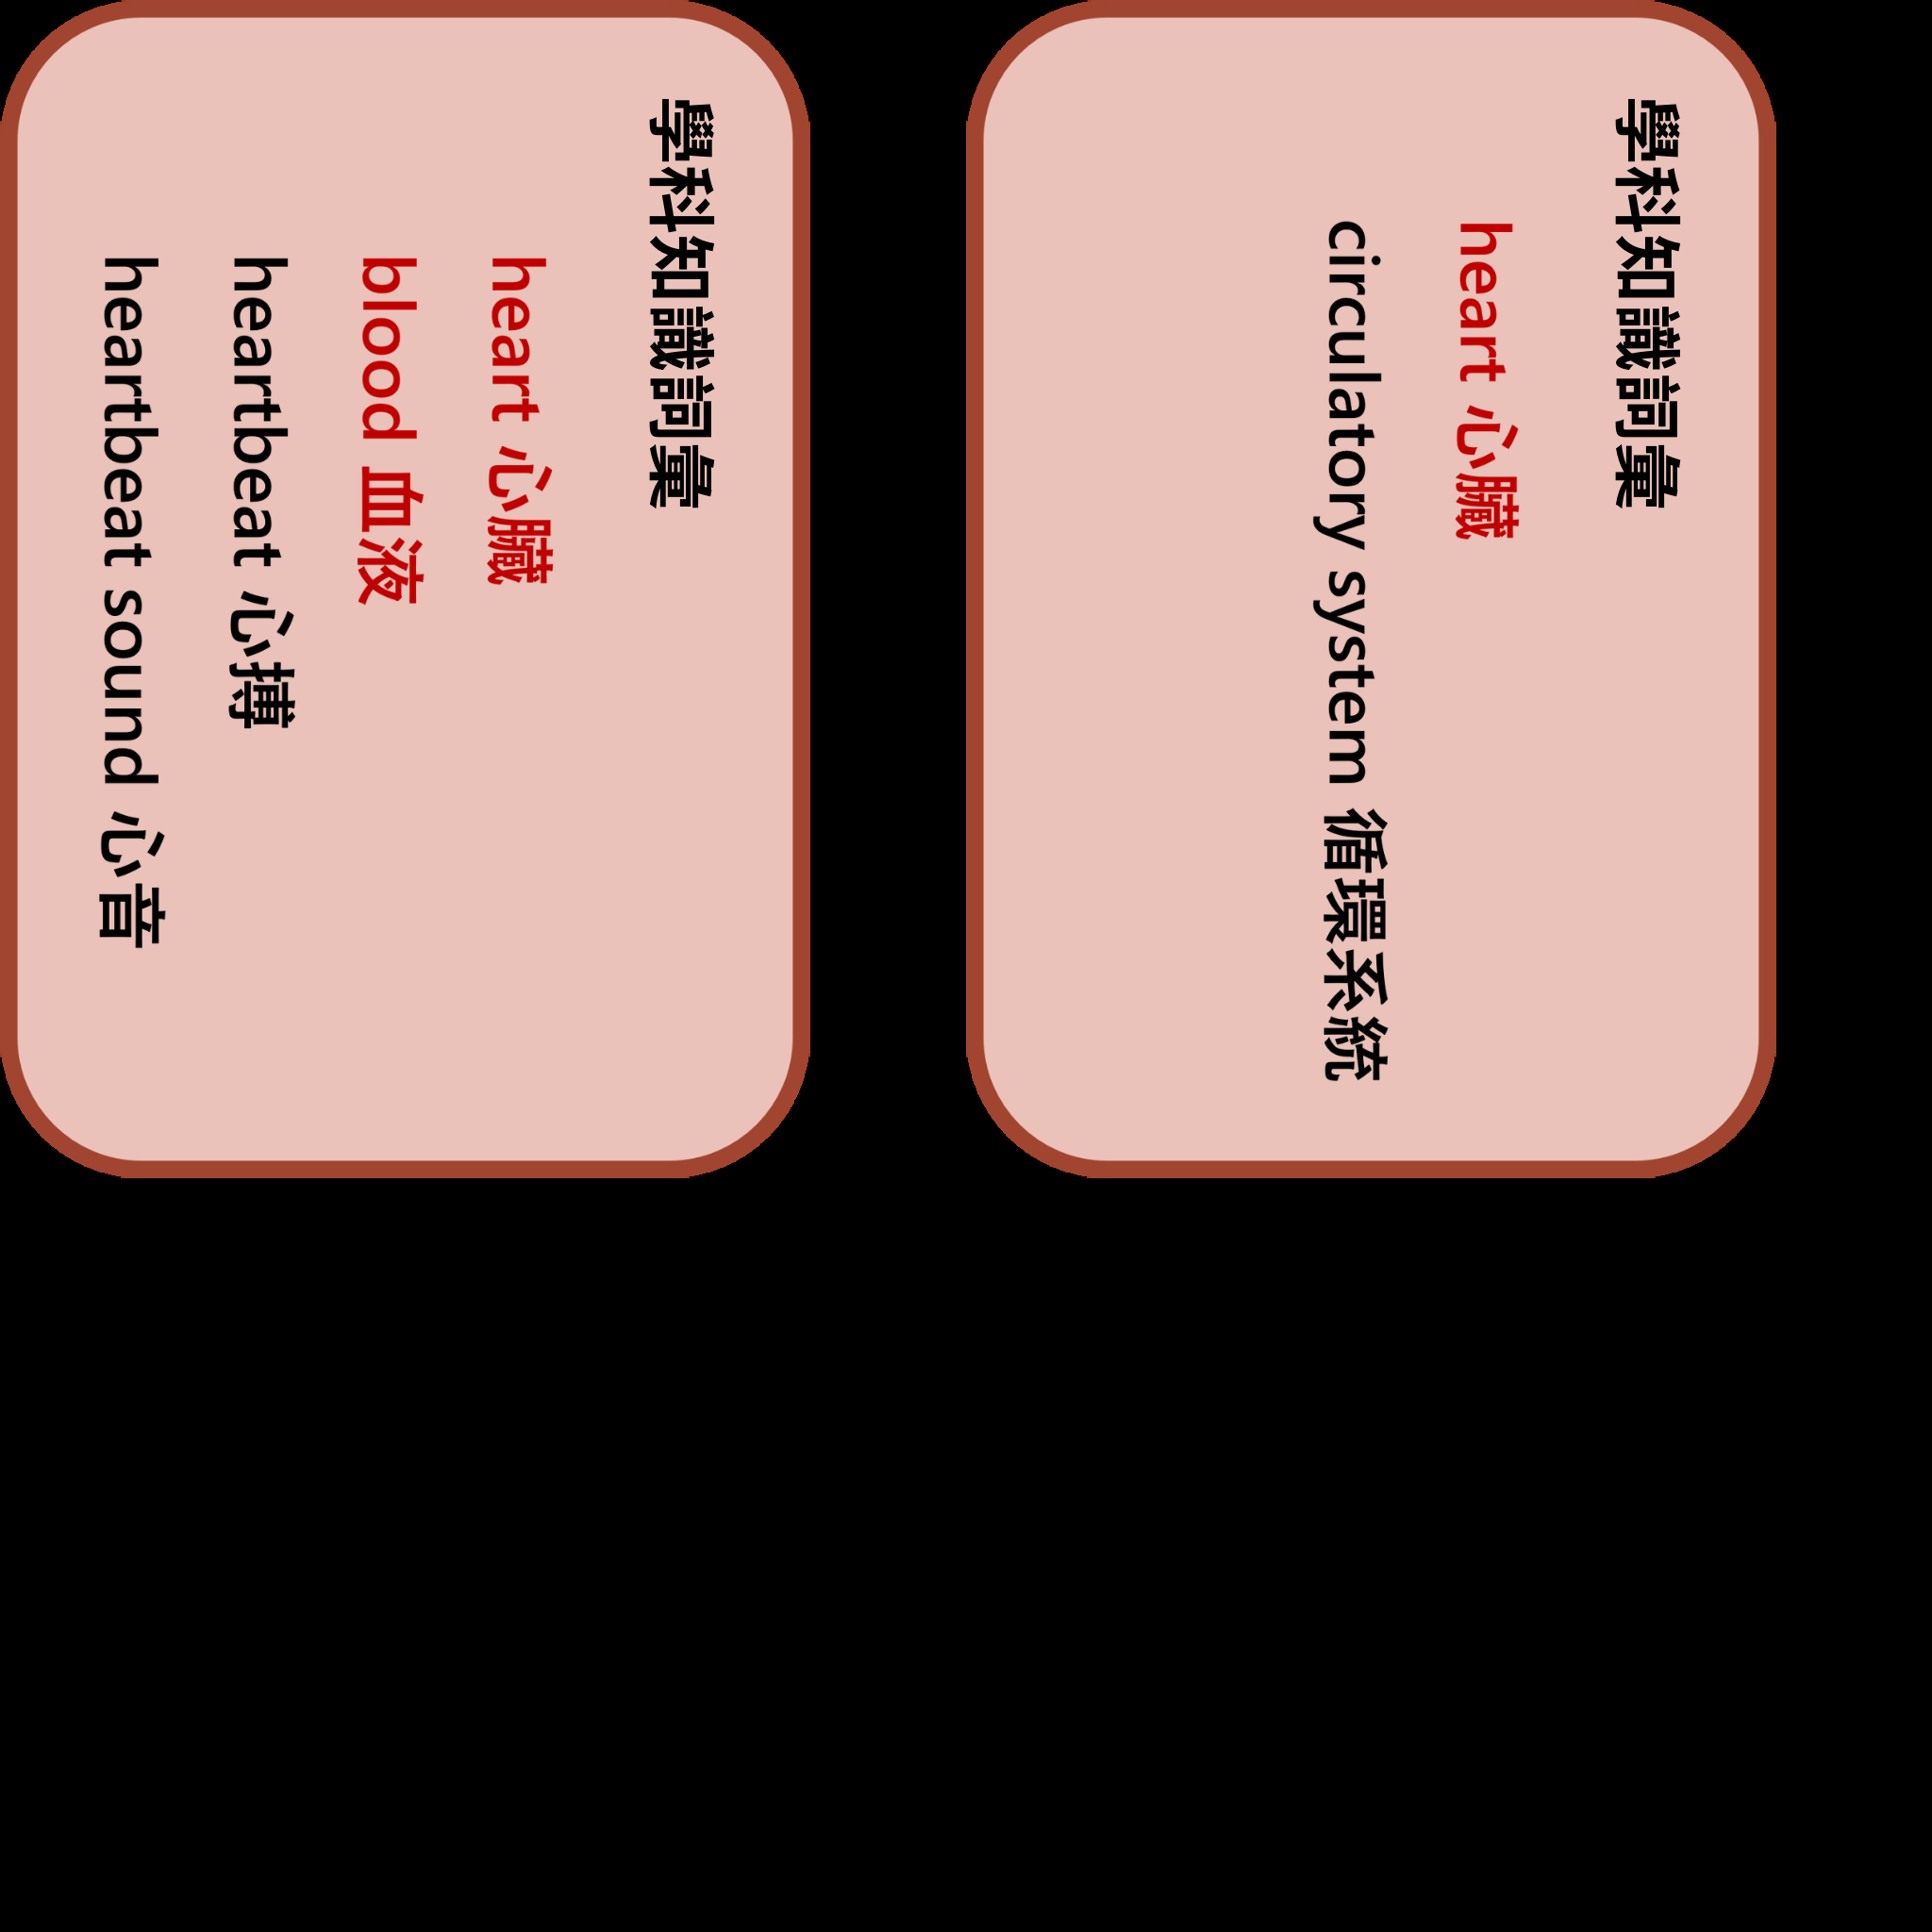 學科知識詞彙
heart 心臟
blood 血液
heartbeat 心搏
heartbeat sound 心音
學科知識詞彙
heart 心臟
circullatory system 循環系統